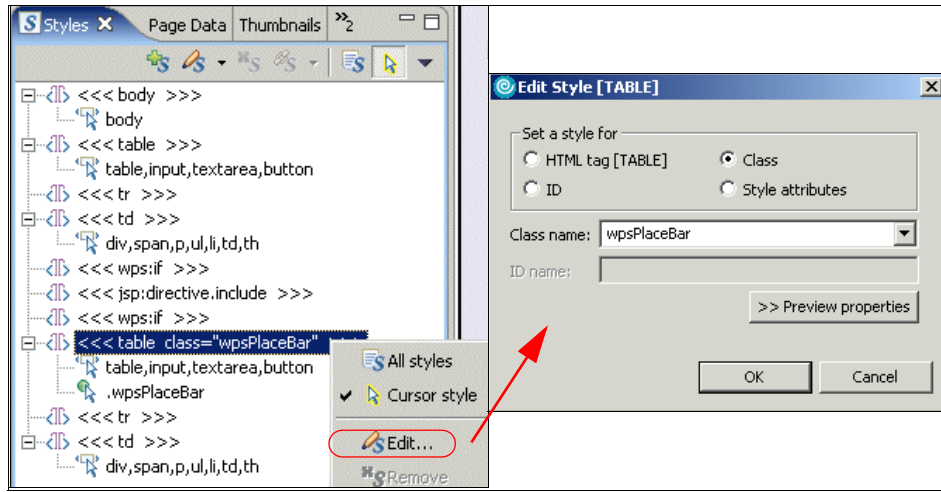 Styles Page Data Thumbnails »2
<<< body >>>
body
<<< table >>>
table,input,textarea,button
<<< tr >>>
<<< td >>>
div,span,p,ul,li,td,th
<<< wps:if >>>
<<< jsp:directive.include >>>
<<< wps:if >>>
<<< table class="wpsPlaceBar"
table,input,textarea,button
.wpsPlaceBar
<<< tr >>>
<<< td >>>
div,span,p,ul,li,td,th
All styles
Cursor style
Edit...
Remove
Edit Style [TABLE]
Set a style for
HTML tag [TABLE] Class
ID Style attributes
Class name: wpsPlaceBar
ID name:
>> Preview properties
OK Cancel